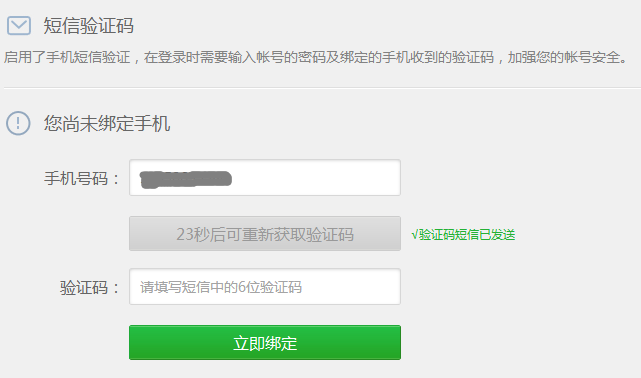 短信验证码
启用了手机短信验证，在登录时需要输入帐号的密码及绑定的手机收到的验证码，加强您的帐号安全。
您尚未绑定手机
手机号码：
23秒后可重新获取验证码 √验证码短信已发送
验证码： 请填写短信中的6位验证码
立即绑定